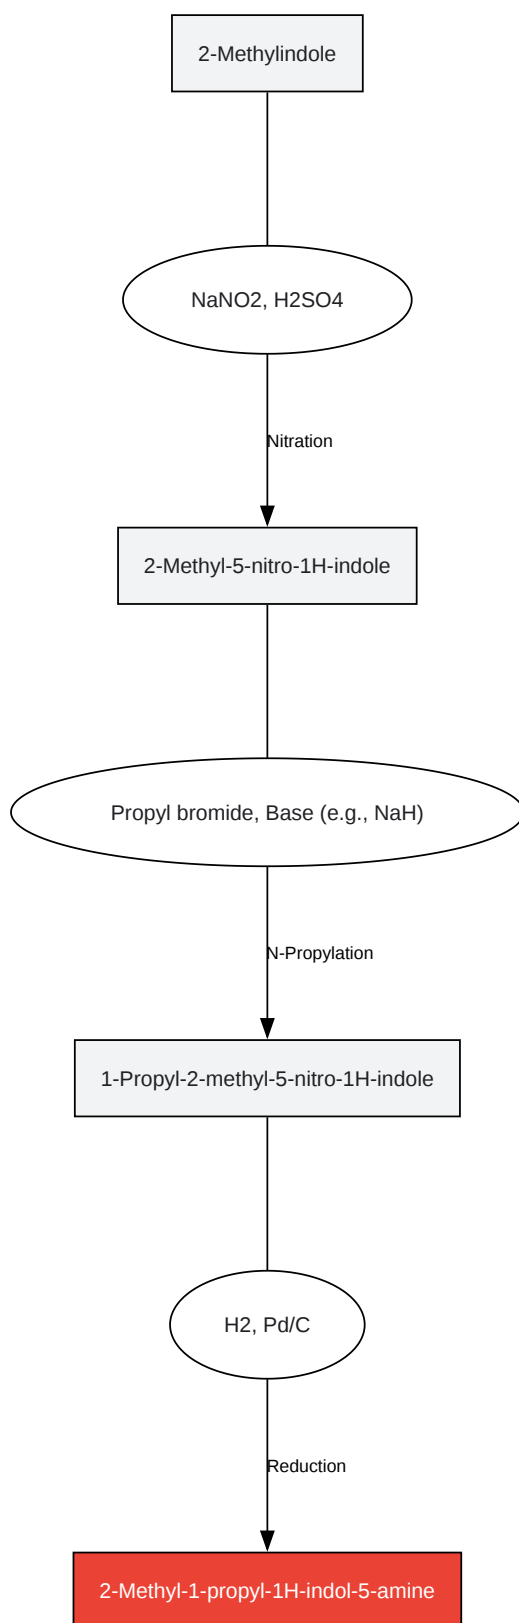 2-Methylindole
NaNO2, H2SO4
Nitration
2-Methyl-5-nitro-1H-indole
Propyl bromide, Base (e.g., NaH)
N-Propylation
1-Propyl-2-methyl-5-nitro-1H-indole
H2, Pd/C
Reduction
2-Methyl-1-propyl-1H-indol-5-amine